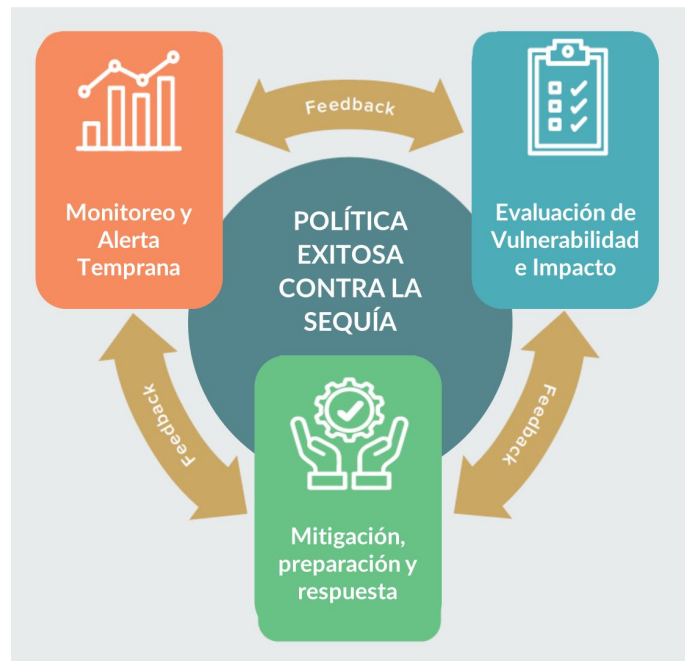 Feedback
Monitoreo y
Alerta
Temprana
POLÍTICA
EXITOSA
CONTRA LA
SEQUÍA
Evaluación de
Vulnerabilidad
e Impacto
Feedback
Feedback
Mitigación,
preparación y
respuesta